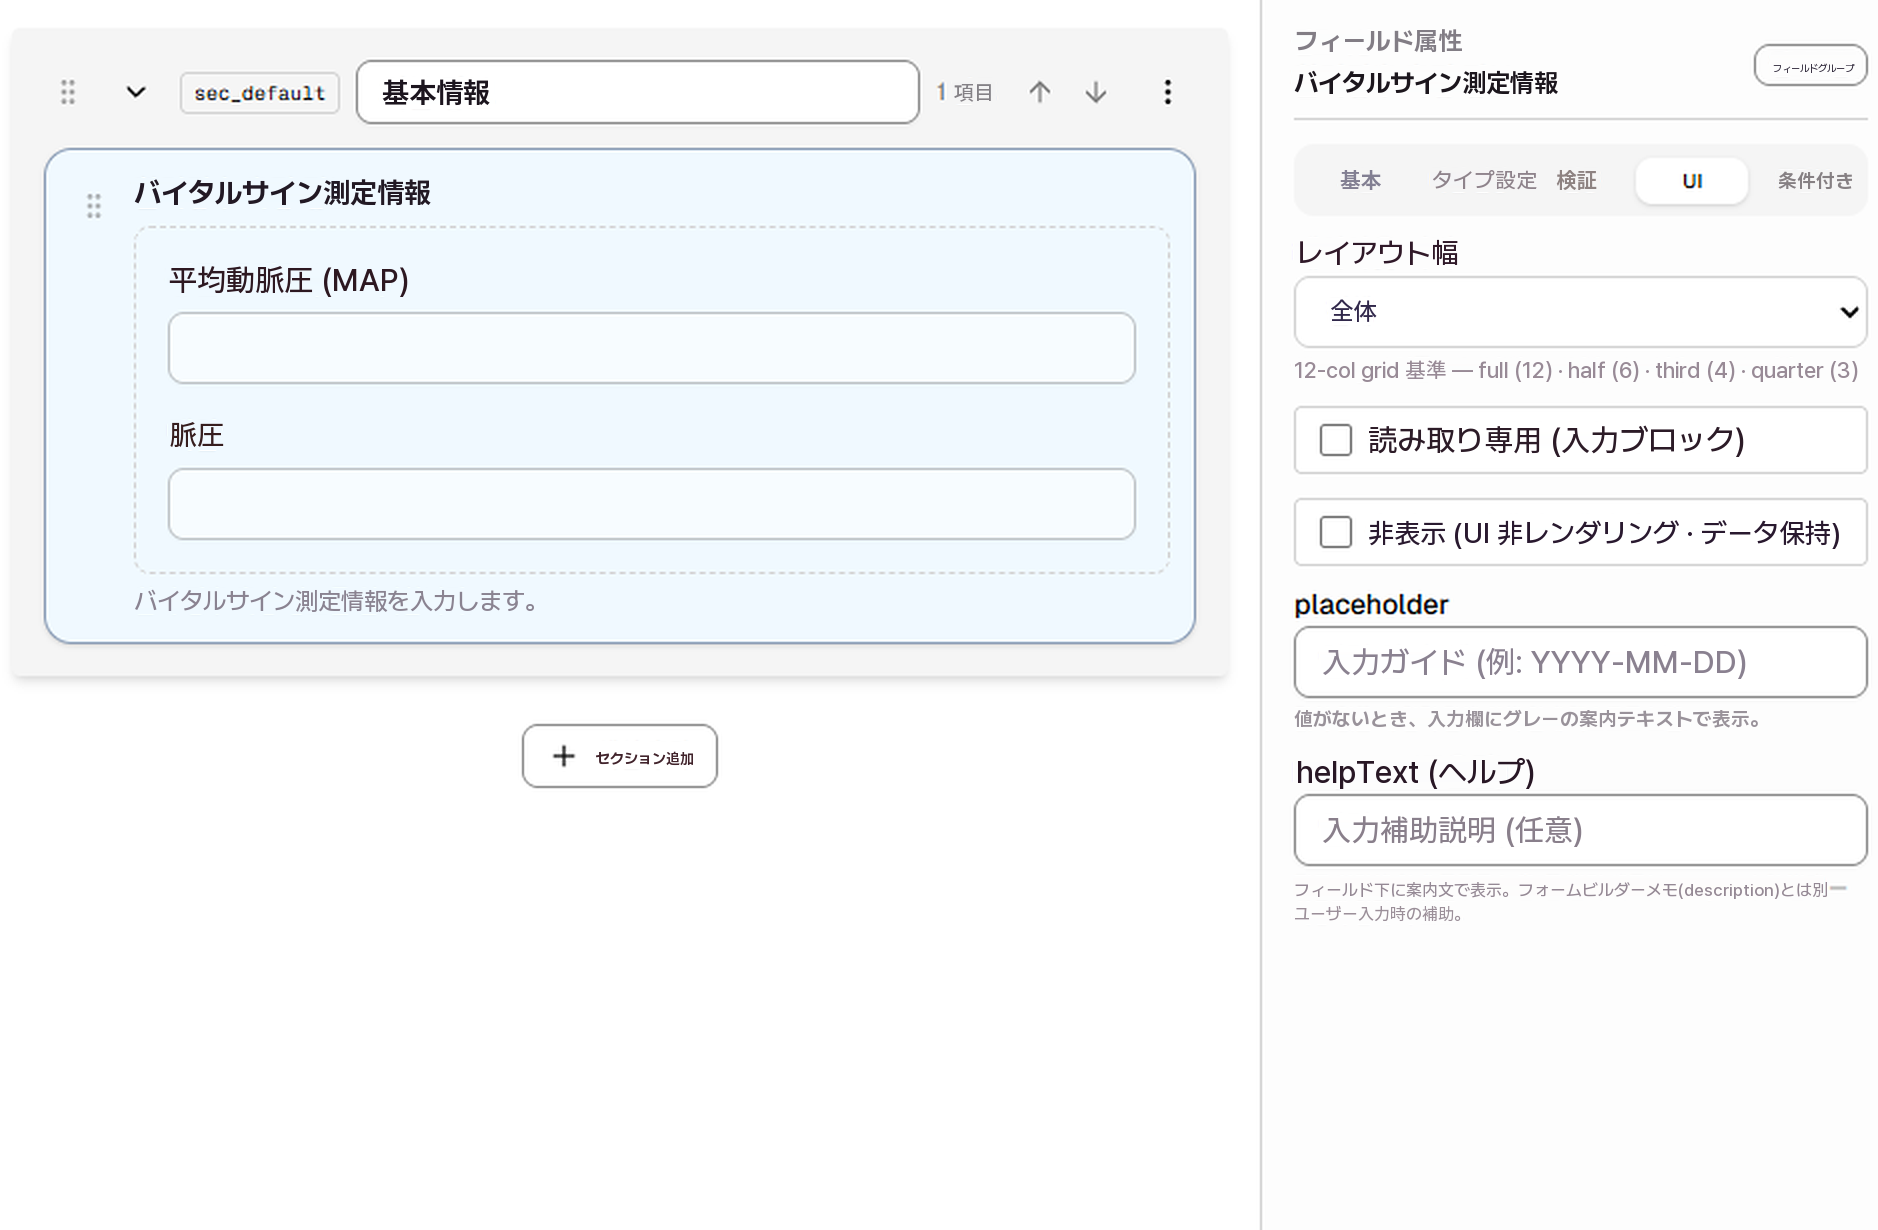 sec_default
基本情報
1 項目
バイタルサイン測定情報
平均動脈圧 (MAP)
脈圧
バイタルサイン測定情報を入力します。
セクション追加
フィールド属性
バイタルサイン測定情報
フィールドグループ
基本 タイプ設定 検証 UI 条件付き
レイアウト幅
全体
12-col grid 基準 — full (12) · half (6) · third (4) · quarter (3)
読み取り専用 (入力ブロック)
非表示 (UI 非レンダリング · データ保持)
placeholder
入力ガイド (例: YYYY-MM-DD)
値がないとき、入力欄にグレーの案内テキストで表示。
helpText (ヘルプ)
入力補助説明 (任意)
フィールド下に案内文で表示。フォームビルダーメモ(description)とは別ー
ユーザー入力時の補助。